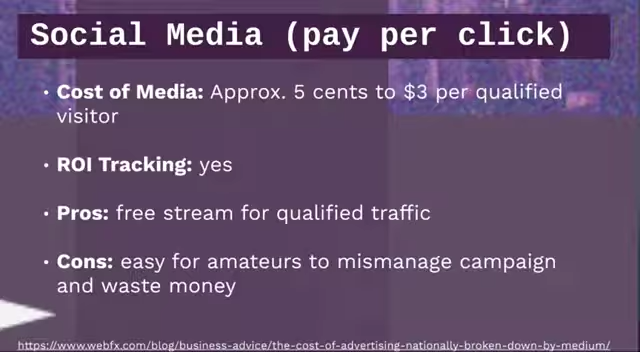 Social Media (pay per click)
• Cost of Media: Approx. 5 cents to $3 per qualified
visitor
• ROI Tracking: yes
• Pros: free stream for qualified traffic
• Cons: easy for amateurs to mismanage campaign
and waste money
https://www.webfx.com/blog/business-advice/the-cost-of-advertising-nationally-broken-down-by-medium/